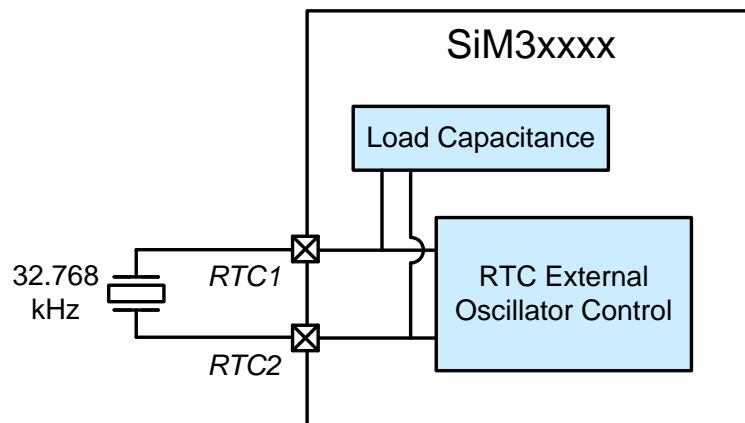 SiM3xxxx
Load Capacitance
32.768
kHz
RTC1
RTC2
RTC External
Oscillator Control